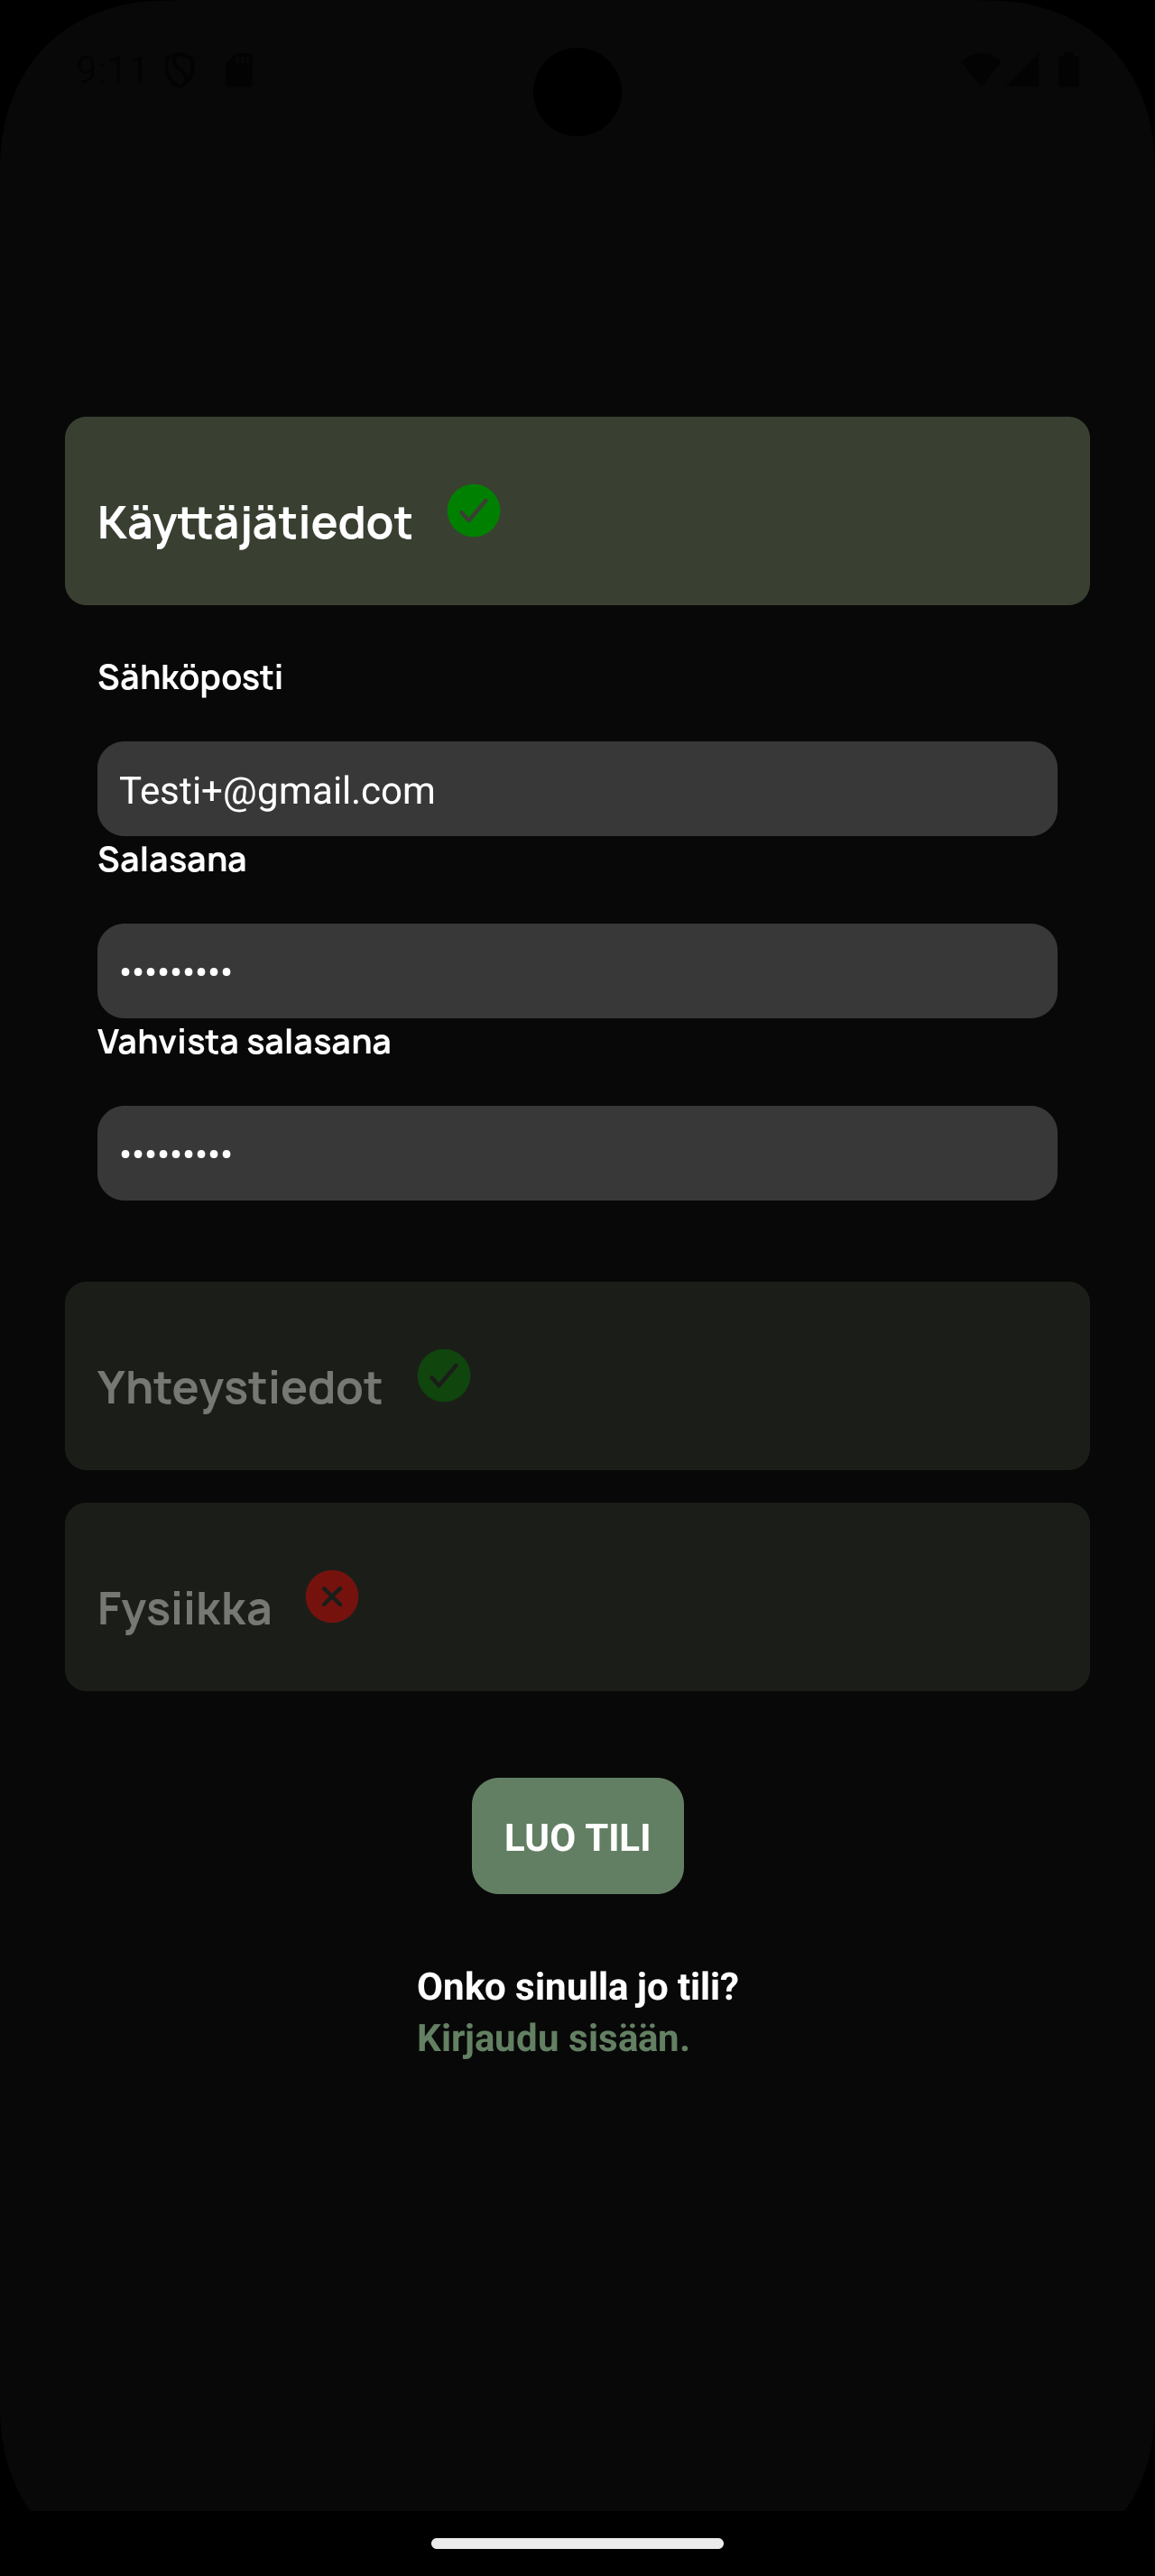 9:11
Käyttäjätiedot
Sähköposti
Testi+@gmail.com
Salasana
•••••••••
Vahvista salasana
•••••••••
Yhteystiedot
Fysiikka
LUO TILI
Onko sinulla jo tili?
Kirjaudu sisään.